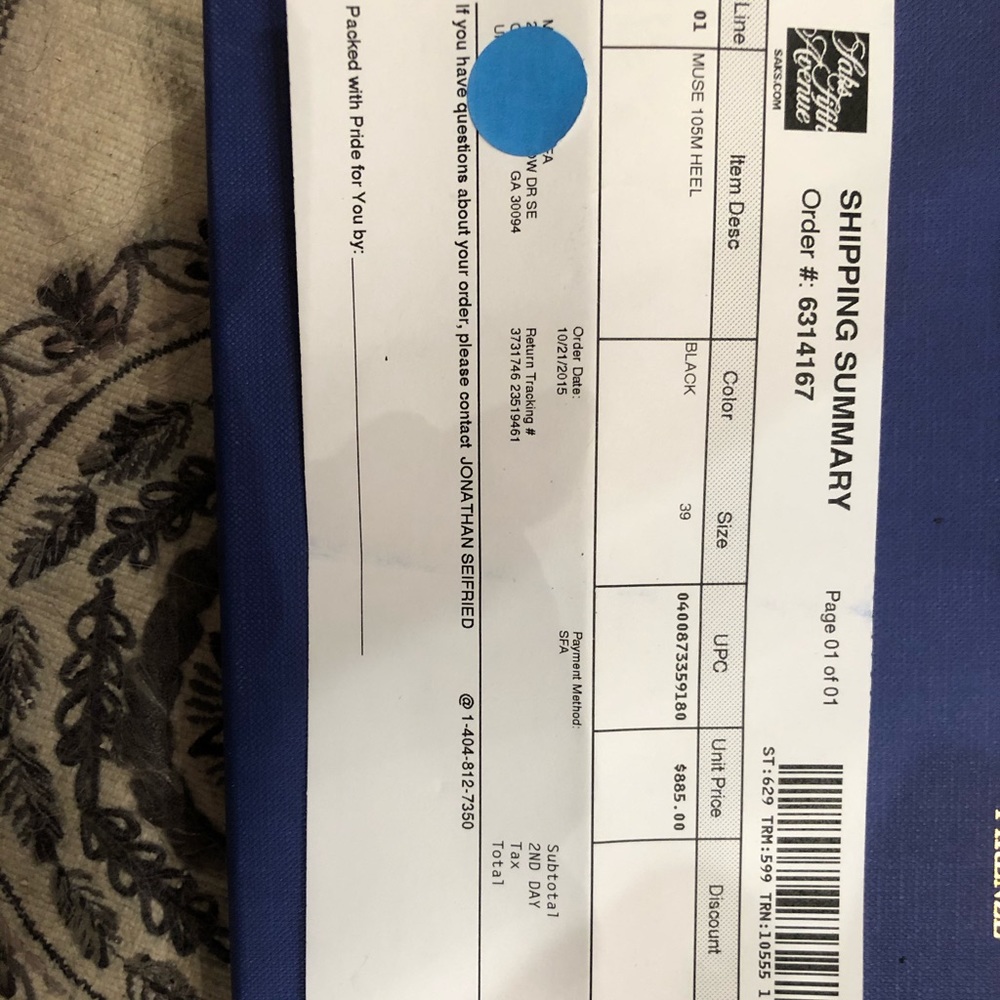 Saks Fifth Avenue
SAKS.COM
SHIPPING SUMMARY
Page 01 of 01
Order #: 6314167
ST:629 TRM:599 TRN:10555 1
Line Item Desc Color Size UPC Unit Price Discount
01 MUSE 105M HEEL BLACK 39 0400873359180 $885.00
Order Date:
10/21/2015
Return Tracking #
3731746 23519461
Payment Method:
SFA
DR SE
GA 30094
Subtotal
2ND DAY
Tax
Total
If you have questions about your order, please contact JONATHAN SEIFRIED @ 1-404-812-7350
Packed with Pride for You by: